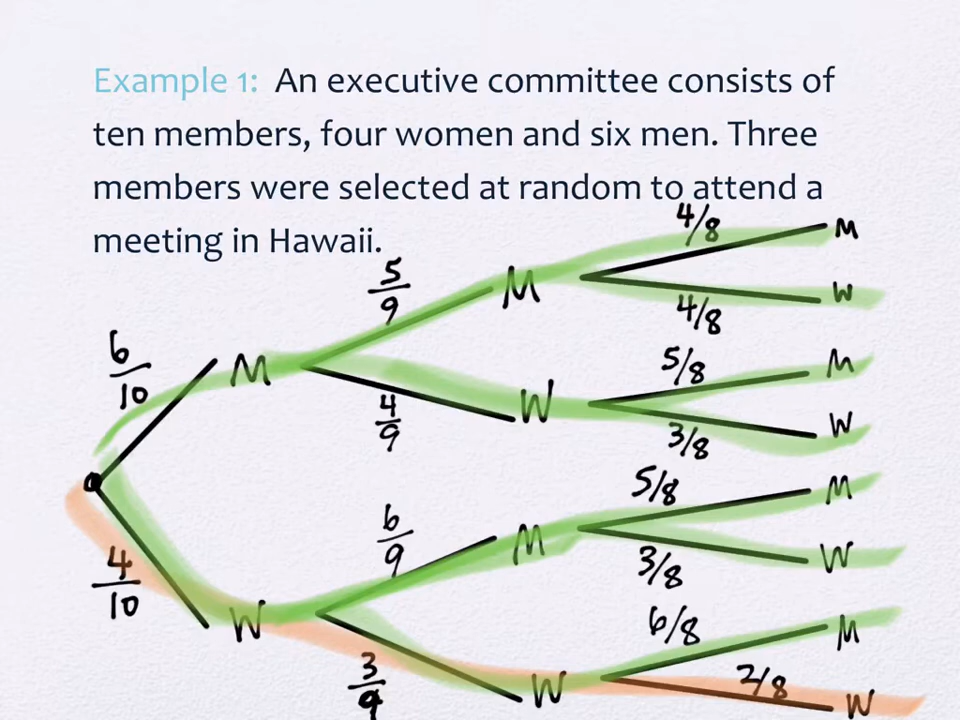 Example 1: An executive committee consists of
ten members, four women and six men. Three
members were selected at random to attend a
meeting in Hawaii.
4/8
M
5/9
M
4/8
W
6/10
M
5/8
M
4/9
W
3/8
W
5/8
M
6/9
M
3/8
W
4/10
W
6/8
M
3/9
W
2/8
W